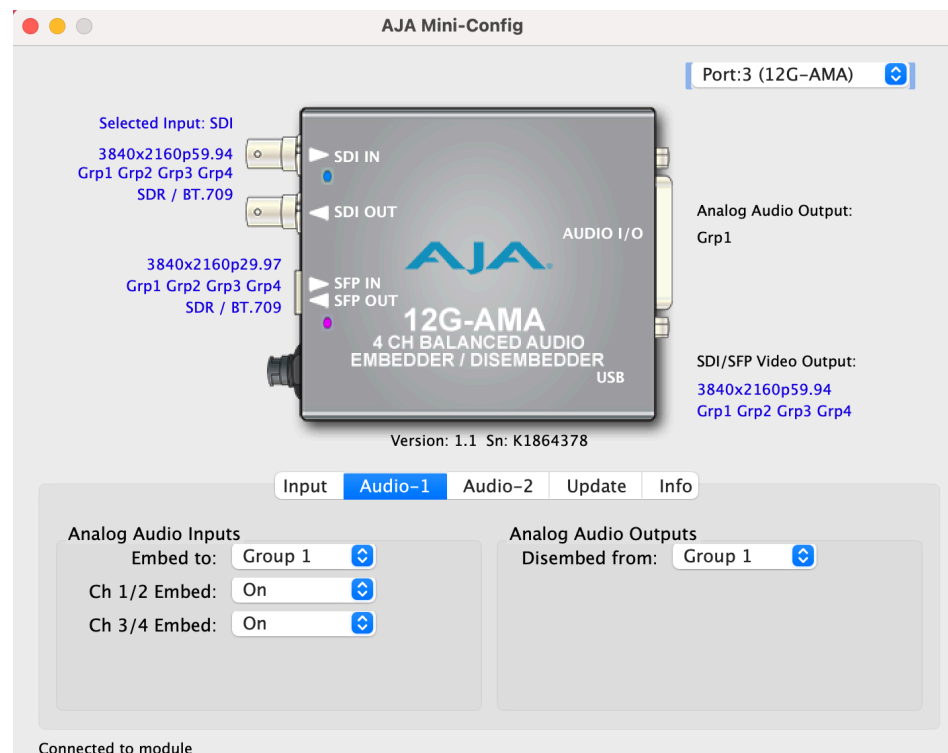 AJA Mini-Config
Port:3 (12G-AMA)
Selected Input: SDI
3840x2160p59.94
Grp1 Grp2 Grp3 Grp4
SDR / BT.709
SDI IN
SDI OUT
AUDIO I/O
Analog Audio Output:
Grp1
3840x2160p29.97
Grp1 Grp2 Grp3 Grp4
SDR / BT.709
AJA
SFP IN
SFP OUT
12G-AMA
4 CH BALANCED AUDIO
EMBEDDER / DISEMBEDDER
USB
SDI/SFP Video Output:
3840x2160p59.94
Grp1 Grp2 Grp3 Grp4
Version: 1.1 Sn: K1864378
Input Audio-1 Audio-2 Update Info
Analog Audio Inputs
Embed to: Group 1
Ch 1/2 Embed: On
Ch 3/4 Embed: On
Analog Audio Outputs
Disembed from: Group 1
Connected to module